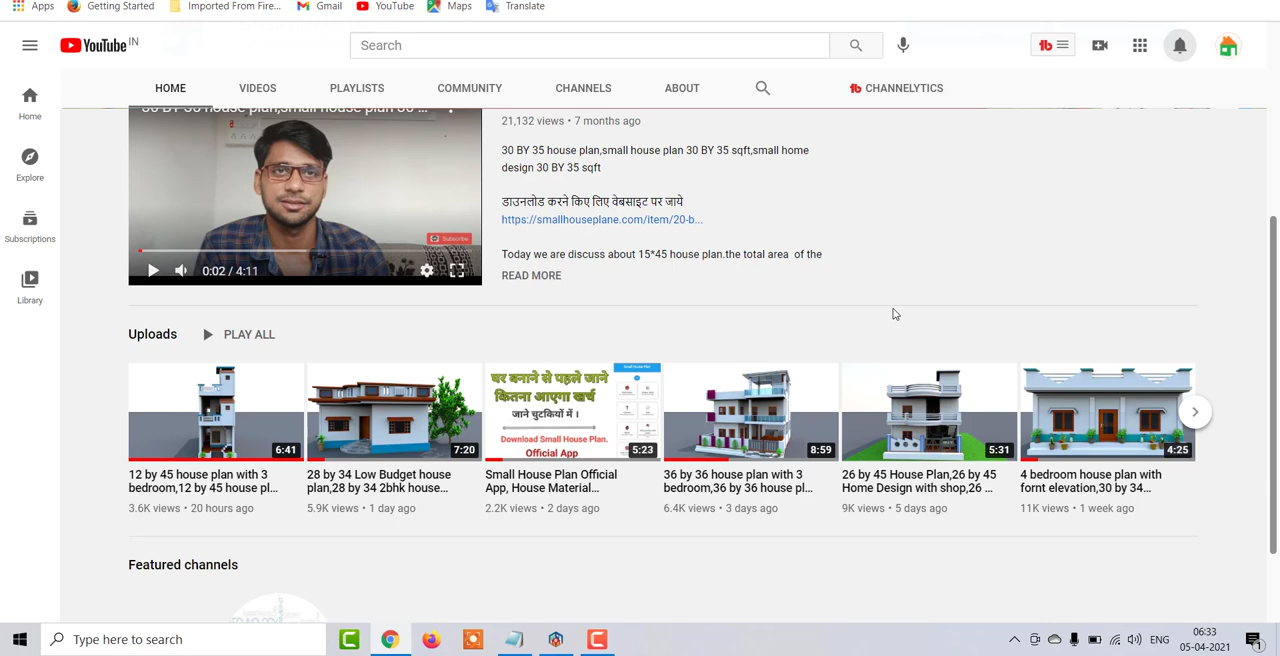 Apps Getting Started Imported From Fire... Gmail YouTube Maps Translate
YouTube IN
Search
HOME VIDEOS PLAYLISTS COMMUNITY CHANNELS ABOUT CHANNELYTICS
Home
Explore
Subscriptions
Library
Subscribe
0:02 / 4:11
21,132 views • 7 months ago
30 BY 35 house plan,small house plan 30 BY 35 sqft,small home
design 30 BY 35 sqft
डाउनलोड करने किए लिए वेबसाइट पर जाये
https://smallhouseplane.com/item/20-b...
Today we are discuss about 15*45 house plan.the total area of the
READ MORE
Uploads PLAY ALL
6:41
7:20
घर बनाने से पहले जाने
कितना आएगा खर्च
जाने चुटकियों में ।
Download Small House Plan.
Official App
Small House Plan
5:23
8:59
5:31
4:25
12 by 45 house plan with 3
bedroom,12 by 45 house pl...
3.6K views • 20 hours ago
28 by 34 Low Budget house
plan,28 by 34 2bhk house...
5.9K views • 1 day ago
Small House Plan Official
App, House Material...
2.2K views • 2 days ago
36 by 36 house plan with 3
bedroom,36 by 36 house pl...
6.4K views • 3 days ago
26 by 45 House Plan,26 by 45
Home Design with shop,26 ...
9K views • 5 days ago
4 bedroom house plan with
fornt elevation,30 by 34...
11K views • 1 week ago
Featured channels
Type here to search
ENG
06:33
05-04-2021
1